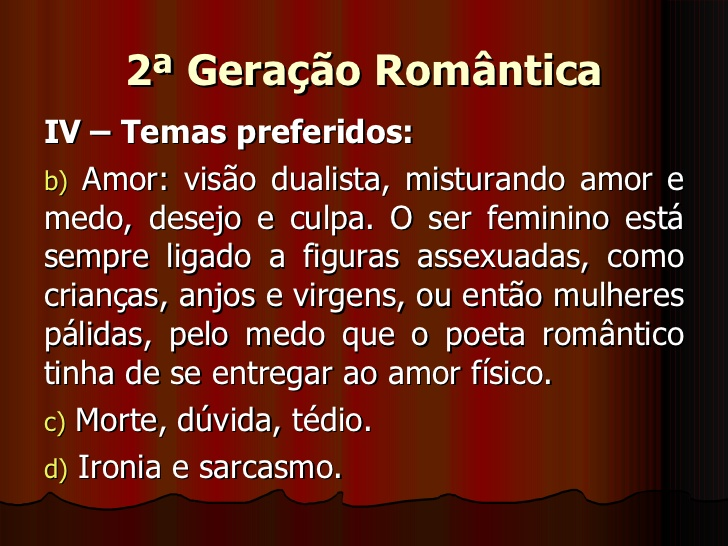 2ª Geração Romântica
IV – Temas preferidos:
b) Amor: visão dualista, misturando amor e
medo, desejo e culpa. O ser feminino está
sempre ligado a figuras assexuadas, como
crianças, anjos e virgens, ou então mulheres
pálidas, pelo medo que o poeta romântico
tinha de se entregar ao amor físico.
c) Morte, dúvida, tédio.
d) Ironia e sarcasmo.